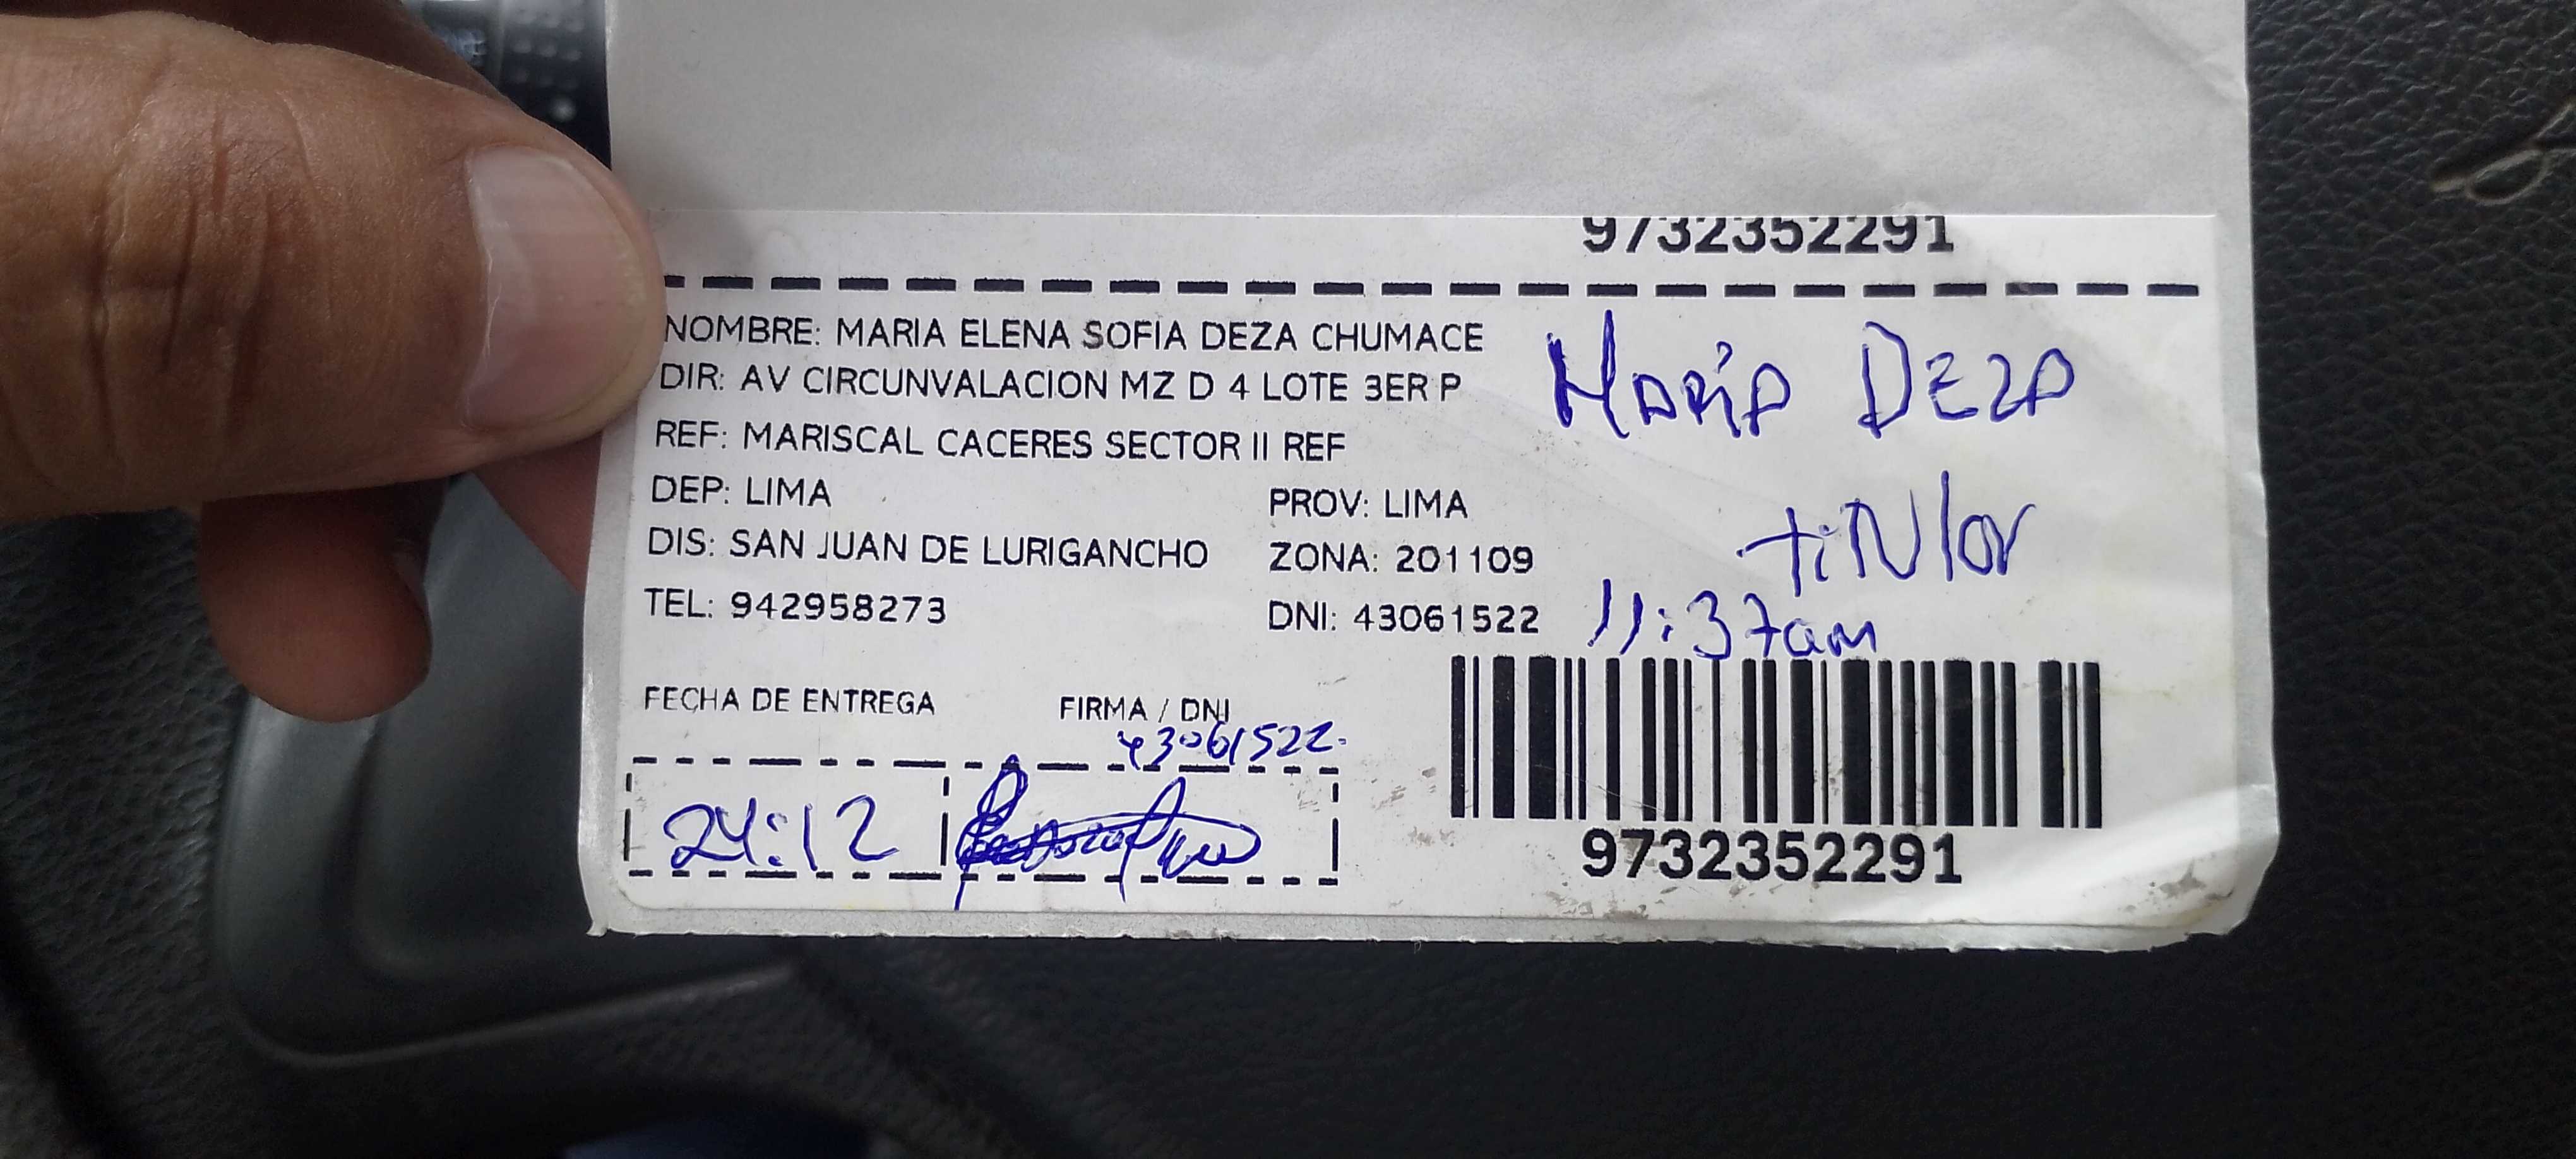 9732352291
NOMBRE: MARIA ELENA SOFIA DEZA CHUMACE
DIR: AV CIRCUNVALACION MZ D 4 LOTE 3ER P
María Deza
REF: MARISCAL CACERES SECTOR II REF
DEP: LIMA PROV: LIMA
titular
DIS: SAN JUAN DE LURIGANCHO ZONA: 201109
TEL: 942958273 DNI: 43061522
11:37am
FECHA DE ENTREGA FIRMA / DNI
43061522.
24:12
9732352291